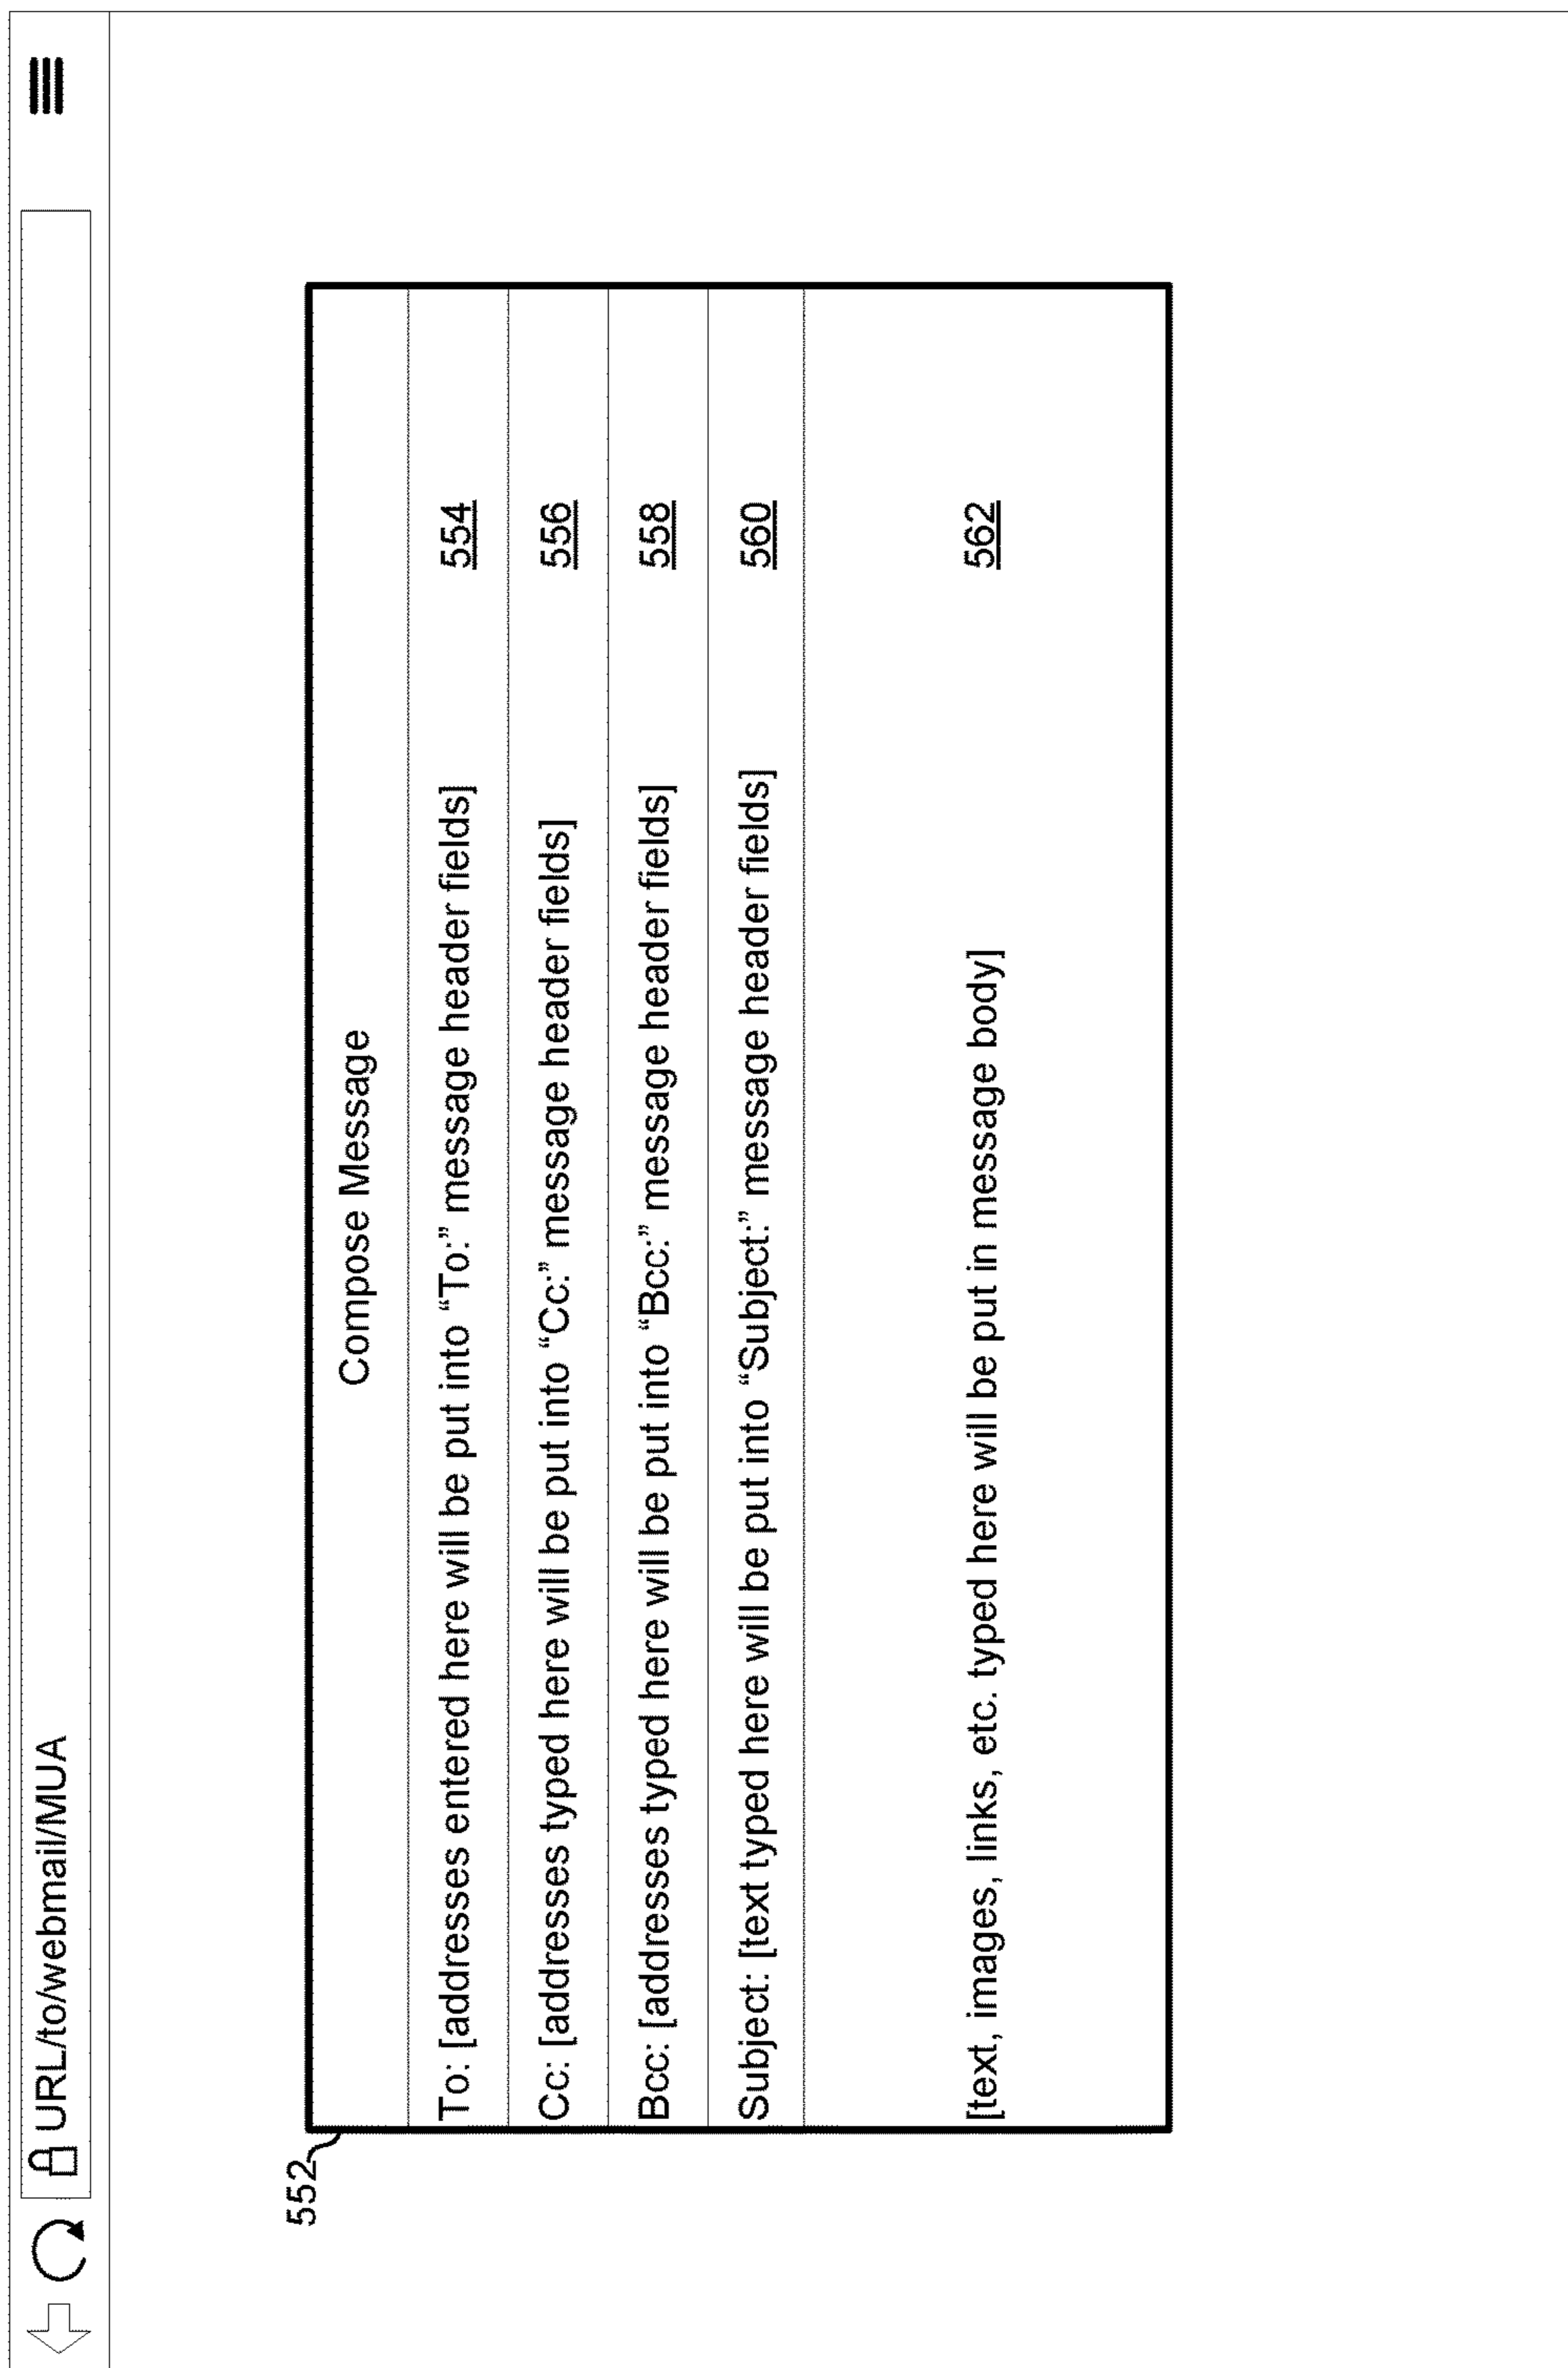 URL/to/webmail/MUA
552
Compose Message
To: [addresses entered here will be put into “To:” message header fields] 554
Cc: [addresses typed here will be put into “Cc:” message header fields] 556
Bcc: [addresses typed here will be put into “Bcc:” message header fields] 558
Subject: [text typed here will be put into “Subject:” message header fields] 560
[text, images, links, etc. typed here will be put in message body] 562